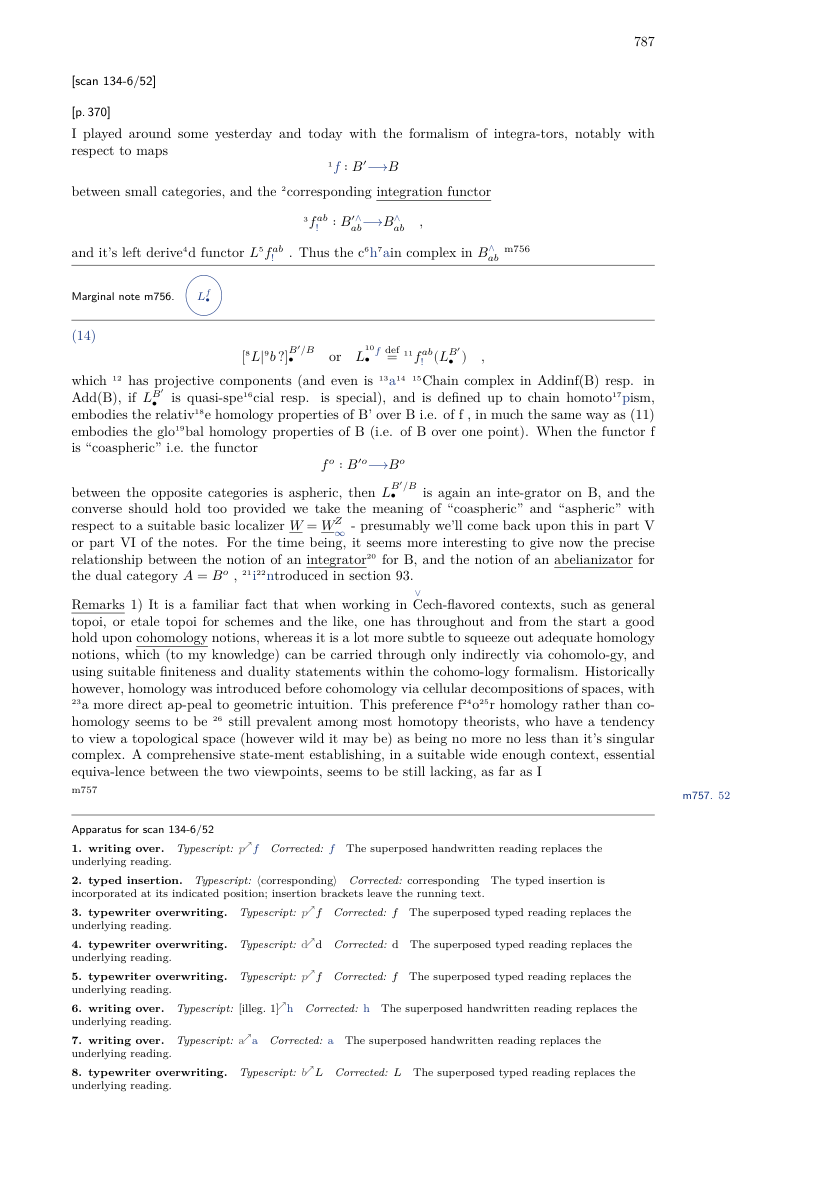 787
[scan 134-6/52]
[p. 370]
I played around some yesterday and today with the formalism of integra-tors, notably with
respect to maps
¹f : B′ ⟶ B
between small categories, and the ²corresponding integration functor
³f_!^{ab} : B′^∧_{ab} ⟶ B^∧_{ab} ,
and it's left derive⁴d functor L⁵f_!^{ab} . Thus the c⁶h⁷ain complex in B^∧_{ab} m756
Marginal note m756. L^f_•
(14)
[⁸L|⁹b ?]_•^{B′/B} or L_•^{¹⁰f} def= ¹¹f_!^{ab}(L_•^{B′}) ,
which ¹² has projective components (and even is ¹³a¹⁴ ¹⁵Chain complex in Addinf(B) resp. in
Add(B), if L_•^{B′} is quasi-spe¹⁶cial resp. is special), and is defined up to chain homoto¹⁷pism,
embodies the relativ¹⁸e homology properties of B' over B i.e. of f , in much the same way as (11)
embodies the glo¹⁹bal homology properties of B (i.e. of B over one point). When the functor f
is “coaspheric” i.e. the functor
f^o : B′^o ⟶ B^o
between the opposite categories is aspheric, then L_•^{B′/B} is again an inte-grator on B, and the
converse should hold too provided we take the meaning of “coaspheric” and “aspheric” with
respect to a suitable basic localizer W = W_∞^Z - presumably we'll come back upon this in part V
or part VI of the notes. For the time being, it seems more interesting to give now the precise
relationship between the notion of an integrator²⁰ for B, and the notion of an abelianizator for
the dual category A = B^o , ²¹i²²ntroduced in section 93.
Remarks 1) It is a familiar fact that when working in Čech-flavored contexts, such as general
topoi, or etale topoi for schemes and the like, one has throughout and from the start a good
hold upon cohomology notions, whereas it is a lot more subtle to squeeze out adequate homology
notions, which (to my knowledge) can be carried through only indirectly via cohomolo-gy, and
using suitable finiteness and duality statements within the cohomo-logy formalism. Historically
however, homology was introduced before cohomology via cellular decompositions of spaces, with
²³a more direct ap-peal to geometric intuition. This preference f²⁴o²⁵r homology rather than co-
homology seems to be ²⁶ still prevalent among most homotopy theorists, who have a tendency
to view a topological space (however wild it may be) as being no more no less than it's singular
complex. A comprehensive state-ment establishing, in a suitable wide enough context, essential
equiva-lence between the two viewpoints, seems to be still lacking, as far as I
m757
m757. 52
Apparatus for scan 134-6/52
1. writing over. Typescript: p↗f Corrected: f The superposed handwritten reading replaces the
underlying reading.
2. typed insertion. Typescript: ⟨corresponding⟩ Corrected: corresponding The typed insertion is
incorporated at its indicated position; insertion brackets leave the running text.
3. typewriter overwriting. Typescript: p↗f Corrected: f The superposed typed reading replaces the
underlying reading.
4. typewriter overwriting. Typescript: d↗d Corrected: d The superposed typed reading replaces the
underlying reading.
5. typewriter overwriting. Typescript: p↗f Corrected: f The superposed typed reading replaces the
underlying reading.
6. writing over. Typescript: [illeg. 1]↗h Corrected: h The superposed handwritten reading replaces the
underlying reading.
7. writing over. Typescript: a↗a Corrected: a The superposed handwritten reading replaces the
underlying reading.
8. typewriter overwriting. Typescript: b↗L Corrected: L The superposed typed reading replaces the
underlying reading.